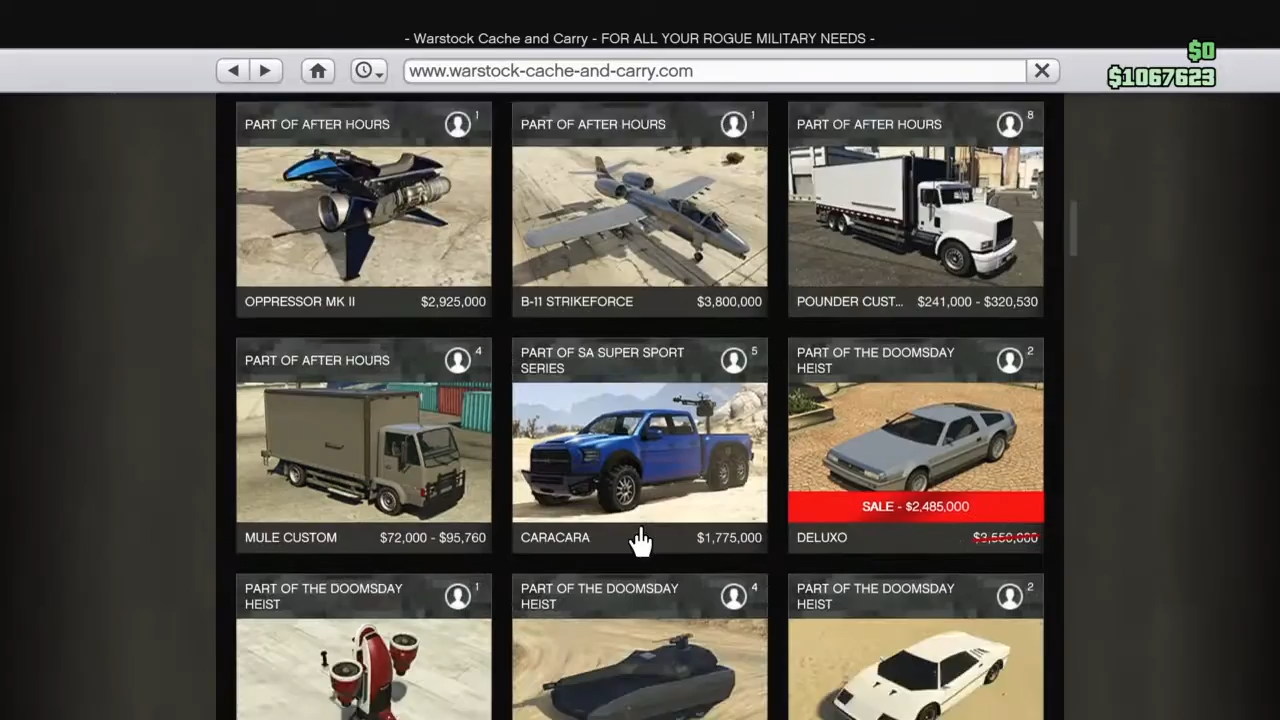 - Warstock Cache and Carry - FOR ALL YOUR ROGUE MILITARY NEEDS -
$0
www.warstock-cache-and-carry.com
$1067623
PART OF AFTER HOURS 1
PART OF AFTER HOURS 1
PART OF AFTER HOURS 8
OPPRESSOR MK II $2,925,000
B-11 STRIKEFORCE $3,800,000
POUNDER CUST... $241,000 - $320,530
PART OF AFTER HOURS 4
PART OF SA SUPER SPORT
SERIES 5
PART OF THE DOOMSDAY
HEIST 2
SALE - $2,485,000
MULE CUSTOM $72,000 - $95,760
CARACARA $1,775,000
DELUXO $3,550,000
PART OF THE DOOMSDAY
HEIST 1
PART OF THE DOOMSDAY
HEIST 4
PART OF THE DOOMSDAY
HEIST 2